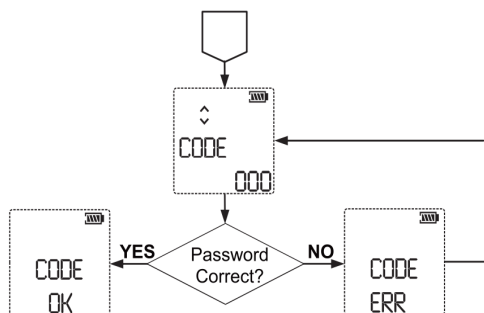 CODE
000
YES
Password
Correct?
NO
CODE
OK
CODE
ERR